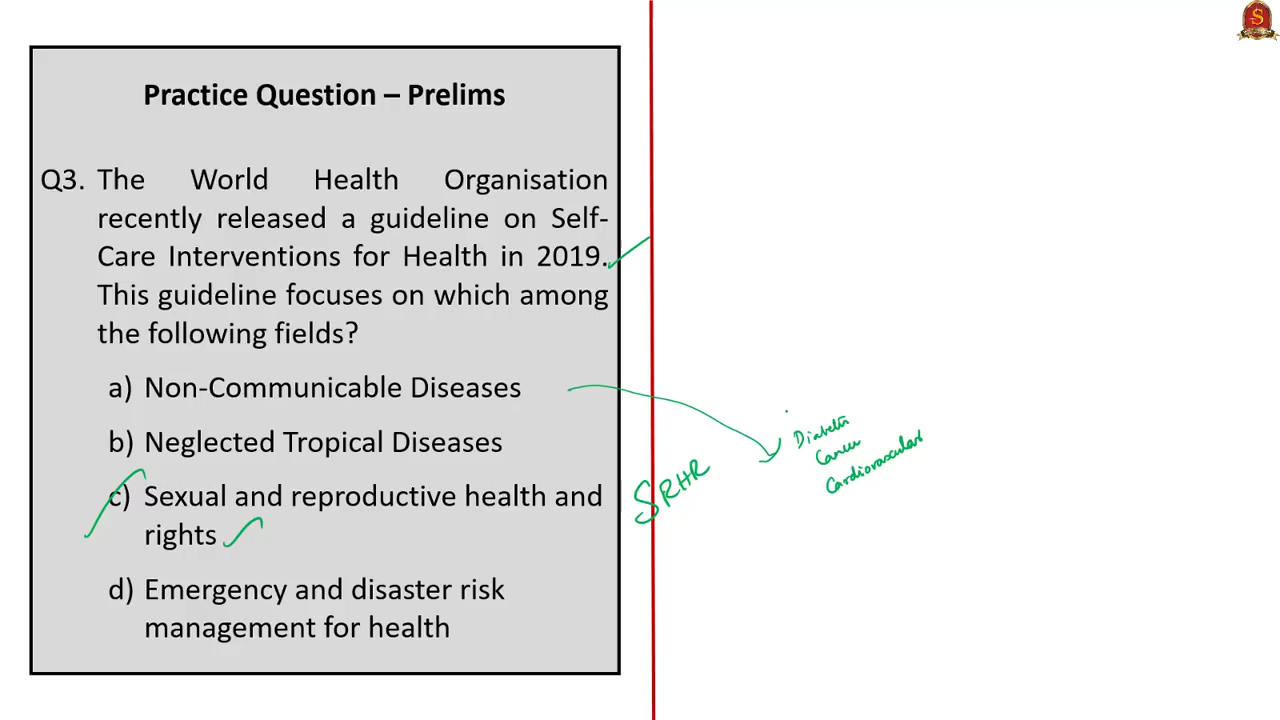 Practice Question – Prelims
Q3. The World Health Organisation
recently released a guideline on Self-
Care Interventions for Health in 2019.
This guideline focuses on which among
the following fields?
a) Non-Communicable Diseases
b) Neglected Tropical Diseases
c) Sexual and reproductive health and
rights
d) Emergency and disaster risk
management for health
SRHR
Diabetes
Cancer
Cardiovascular
S